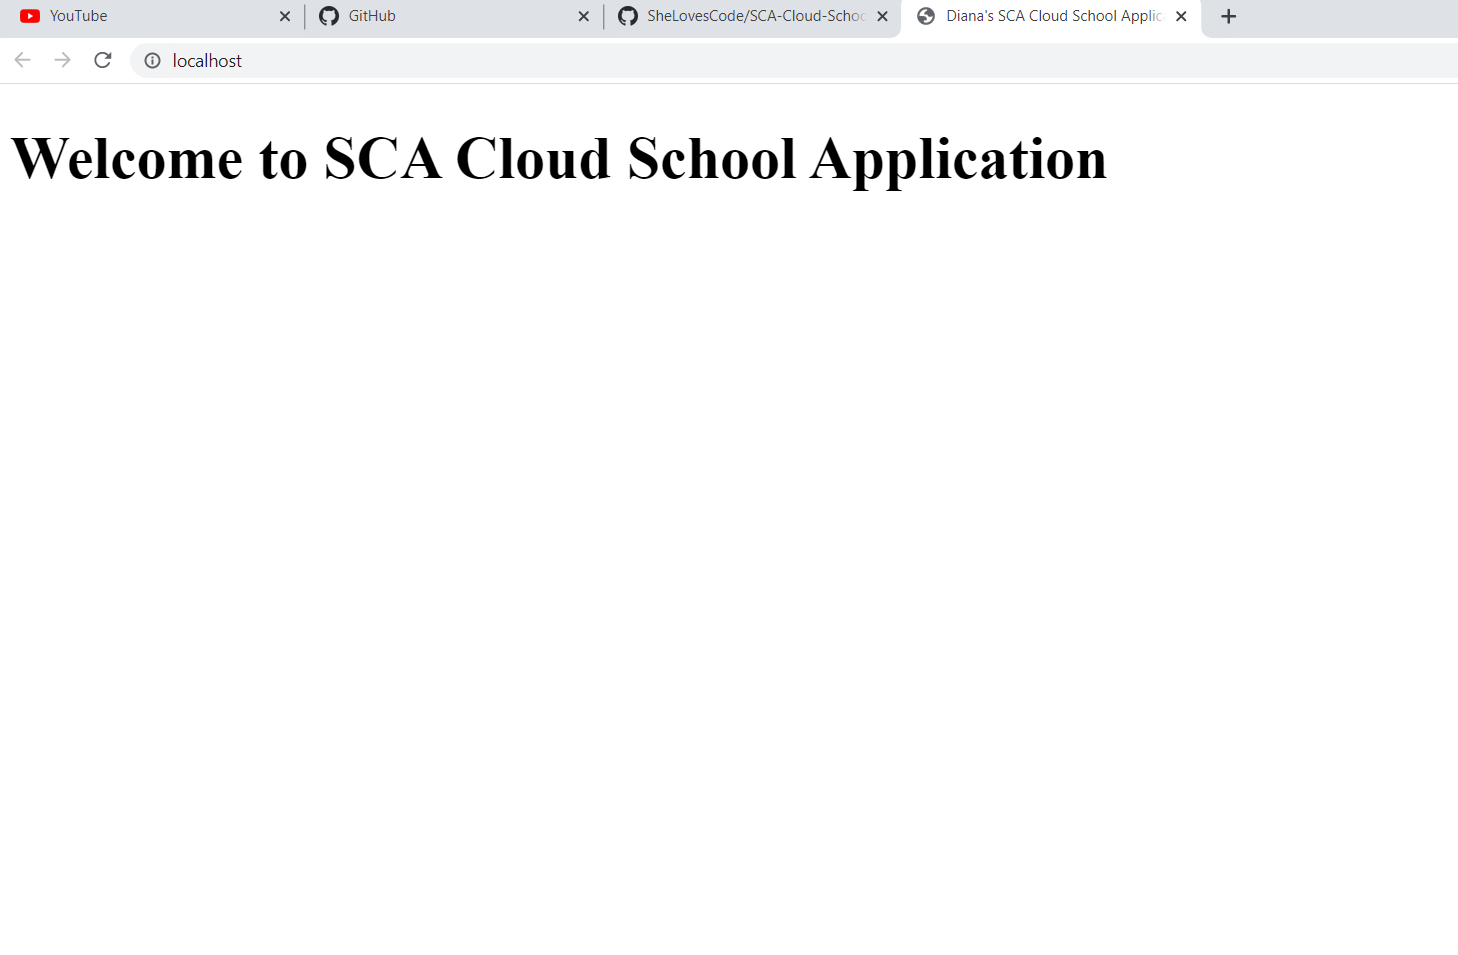 YouTube
GitHub
SheLovesCode/SCA-Cloud-Schoo
Diana's SCA Cloud School Applic
localhost
Welcome to SCA Cloud School Application